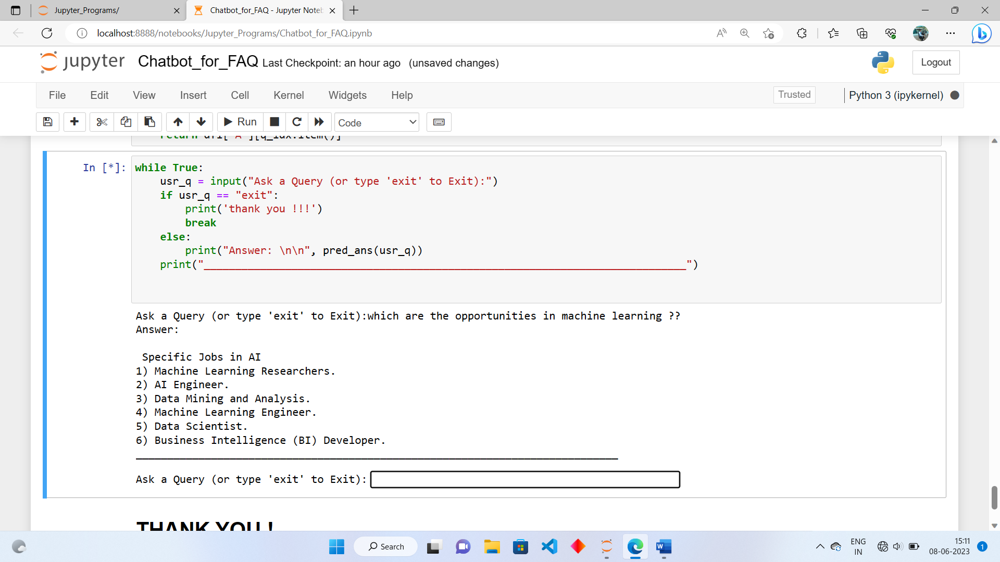 Jupyter_Programs/
Chatbot_for_FAQ - Jupyter Noteb
localhost:8888/notebooks/Jupyter_Programs/Chatbot_for_FAQ.ipynb
jupyter Chatbot_for_FAQ Last Checkpoint: an hour ago (unsaved changes)
Logout
File Edit View Insert Cell Kernel Widgets Help
Trusted
Python 3 (ipykernel)
Run
Code
In [*]:
while True:
usr_q = input("Ask a Query (or type 'exit' to Exit):")
if usr_q == "exit":
print('thank you !!!')
break
else:
print("Answer: \n\n", pred_ans(usr_q))
print("_____________________________________________________________________________")
Ask a Query (or type 'exit' to Exit):which are the opportunities in machine learning ??
Answer:
Specific Jobs in AI
1) Machine Learning Researchers.
2) AI Engineer.
3) Data Mining and Analysis.
4) Machine Learning Engineer.
5) Data Scientist.
6) Business Intelligence (BI) Developer.
_____________________________________________________________________________
Ask a Query (or type 'exit' to Exit):
THANK YOU !
Search
ENG
IN
15:11
08-06-2023
1